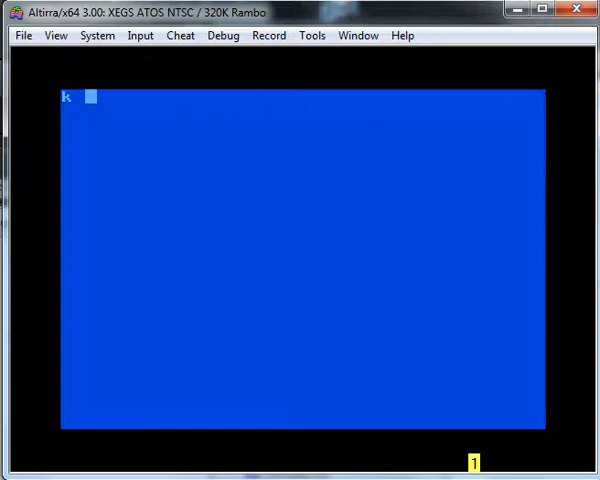 Altirra/x64 3.00: XEGS ATOS NTSC / 320K Rambo
File View System Input Cheat Debug Record Tools Window Help
k
1